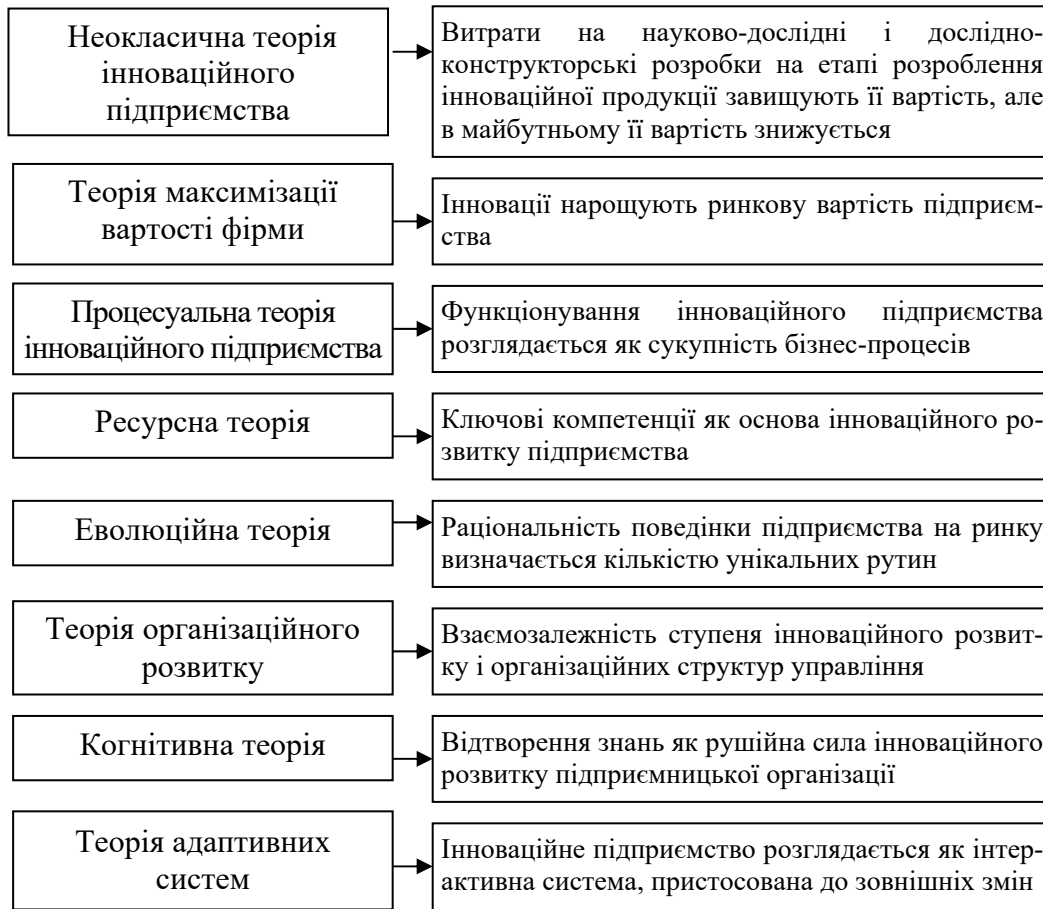 Неокласична теорія
інноваційного
підприємства
Витрати на науково-дослідні і дослідно-
конструкторські розробки на етапі розроблення
інноваційної продукції завищують її вартість, але
в майбутньому її вартість знижується
Теорія максимізації
вартості фірми
Інновації нарощують ринкову вартість підприєм-
ства
Процесуальна теорія
інноваційного підприємства
Функціонування інноваційного підприємства
розглядається як сукупність бізнес-процесів
Ресурсна теорія
Ключові компетенції як основа інноваційного ро-
звитку підприємства
Еволюційна теорія
Раціональність поведінки підприємства на ринку
визначається кількістю унікальних рутин
Теорія організаційного
розвитку
Взаємозалежність ступеня інноваційного розвит-
ку і організаційних структур управління
Когнітивна теорія
Відтворення знань як рушійна сила інноваційного
розвитку підприємницької організації
Теорія адаптивних
систем
Інноваційне підприємство розглядається як інтер-
активна система, пристосована до зовнішніх змін